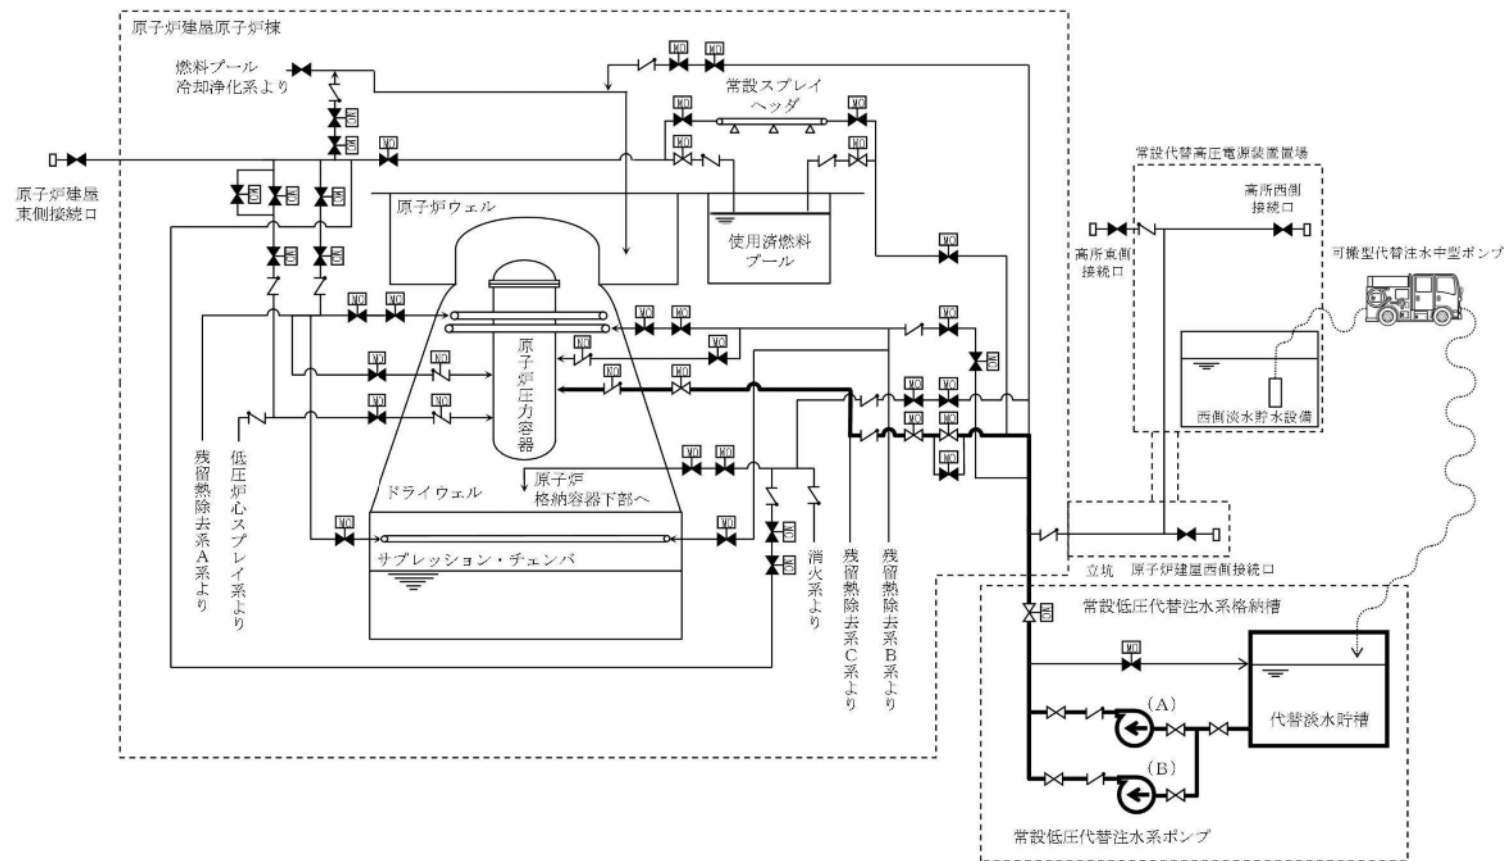 原子炉建屋原子炉棟
燃料プール
冷却浄化系より
常設スプレイ
ヘッダ
原子炉建屋
東側接続口
原子炉ウェル
使用済燃料
プール
常設代替高圧電源装置置場
高所西側
接続口
高所東側
接続口
可搬型代替注水中型ポンプ
西側淡水貯水設備
原子炉圧力容器
残留熱除去系A系より
低圧炉心スプレイ系より
ドライウェル
原子炉
格納容器下部へ
サプレッション・チェンバ
消火系より
残留熱除去系C系より
残留熱除去系B系より
立坑
原子炉建屋西側接続口
常設低圧代替注水系格納槽
(A)
代替淡水貯槽
(B)
常設低圧代替注水系ポンプ